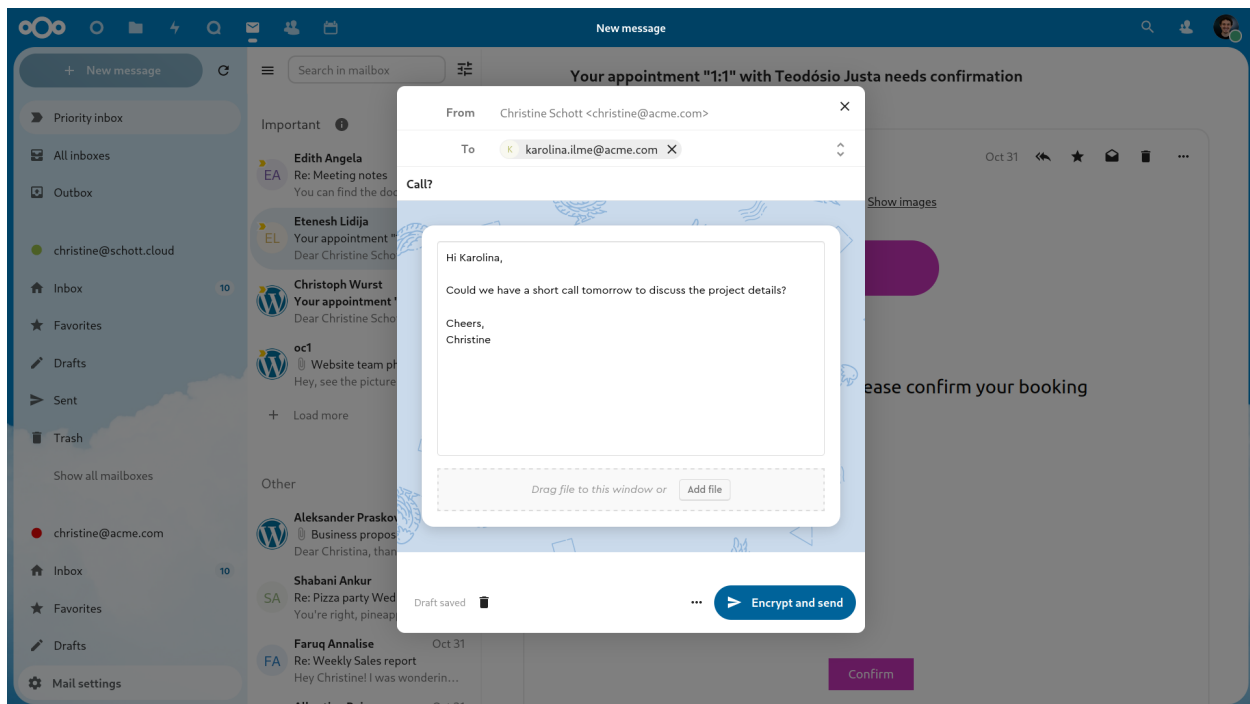 New message
+ New message
Search in mailbox
Priority inbox
All inboxes
Outbox
christine@schott.cloud
Inbox 10
Favorites
Drafts
Sent
Trash
Show all mailboxes
christine@acme.com
Inbox 10
Favorites
Drafts
Mail settings
Important
Edith Angela
EA
Re: Meeting notes
You can find the doc
Etenesh Lidija
EL
Your appointment "
Dear Christine Scho
Christoph Wurst
Your appointment "
Dear Christine Scho
oc1
Website team ph
Hey, see the picture
+ Load more
Other
Aleksander Praskov
Business propos
Dear Christina, than
Shabani Ankur
SA
Re: Pizza party Wed
You're right, pineap
Faruq Annalise Oct 31
FA
Re: Weekly Sales report
Hey Christine! I was wonderin...
Your appointment "1:1" with Teodósio Justa needs confirmation
Oct 31
Show images
ease confirm your booking
Confirm
From Christine Schott <christine@acme.com>
To K karolina.ilme@acme.com
Call?
Hi Karolina,
Could we have a short call tomorrow to discuss the project details?
Cheers,
Christine
Drag file to this window or Add file
Draft saved
Encrypt and send